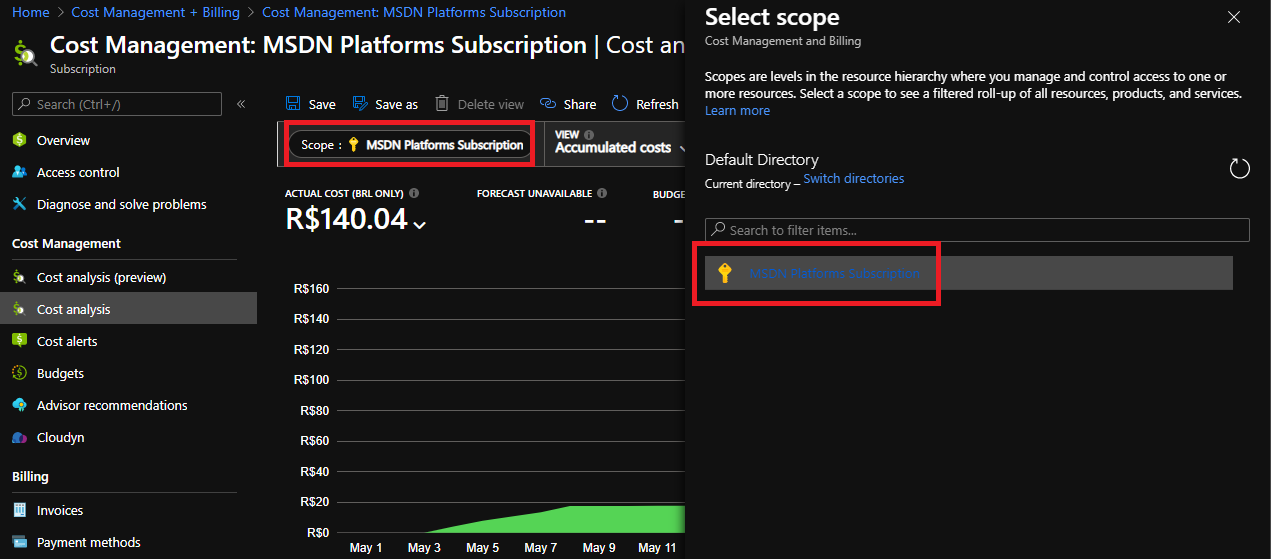 Home > Cost Management + Billing > Cost Management: MSDN Platforms Subscription
Cost Management: MSDN Platforms Subscription | Cost an
Subscription
Search (Ctrl+/)
«
Overview
Access control
Diagnose and solve problems
Cost Management
Cost analysis (preview)
Cost analysis
Cost alerts
Budgets
Advisor recommendations
Cloudyn
Billing
Invoices
Payment methods
Save Save as Delete view Share Refresh
Scope : MSDN Platforms Subscription
VIEW
Accumulated costs
ACTUAL COST (BRL ONLY) FORECAST UNAVAILABLE BUDGE
R$140.04 -- -
R$160
R$140
R$120
R$100
R$80
R$60
R$40
R$20
R$0
May 1 May 3 May 5 May 7 May 9 May 11
Select scope
Cost Management and Billing
Scopes are levels in the resource hierarchy where you manage and control access to one or
more resources. Select a scope to see a filtered roll-up of all resources, products, and services.
Learn more
Default Directory
Current directory – Switch directories
Search to filter items...
MSDN Platforms Subscription